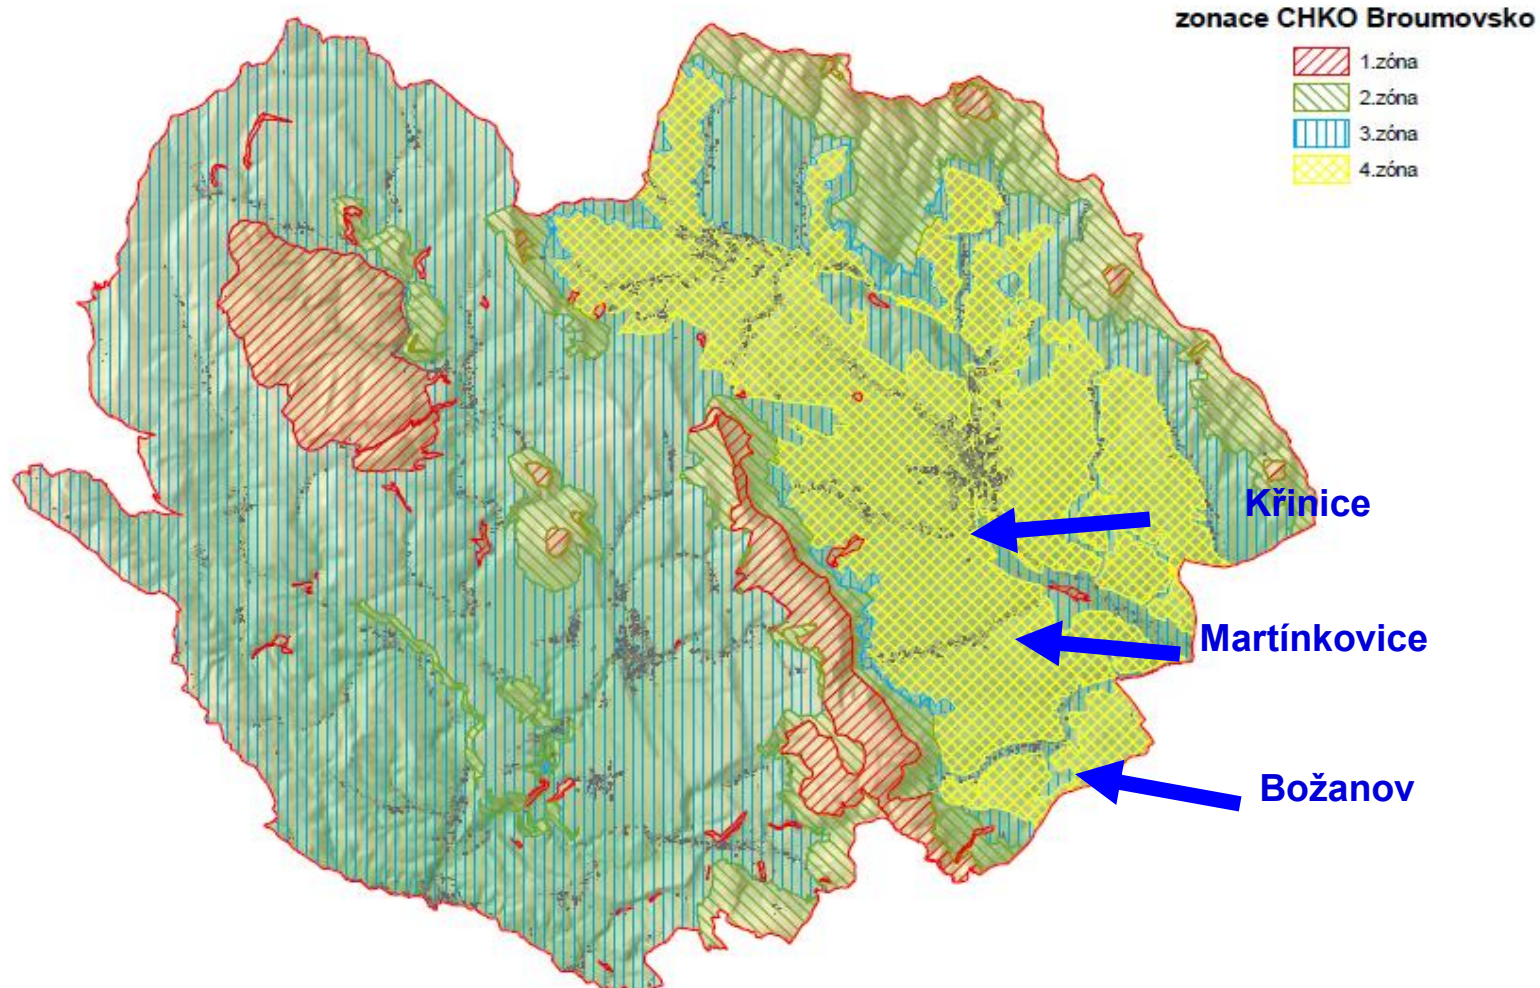 zonace CHKO Broumovsko
1.zóna
2.zóna
3.zóna
4.zóna
Křinice
Martínkovice
Božanov